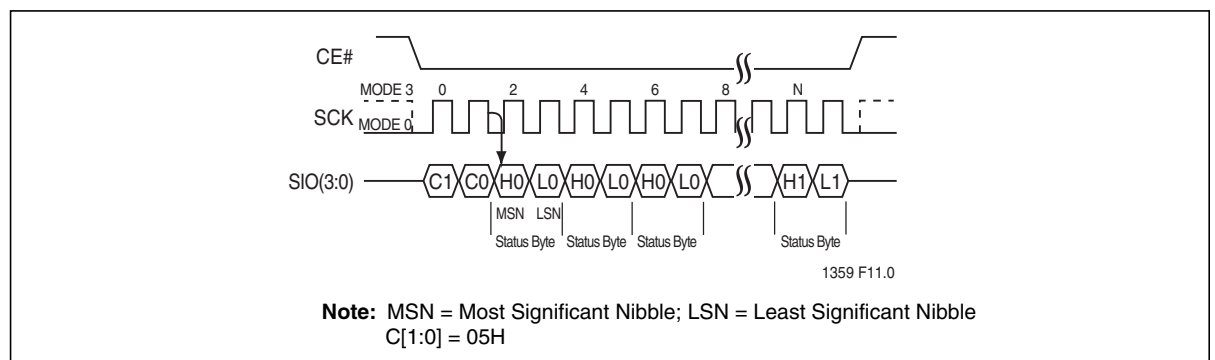 CE#
MODE 3 0 2 4 6 8 N
SCK MODE 0
SIO(3:0) C1 C0 H0 L0 H0 L0 H0 L0 H1 L1
MSN LSN
Status Byte Status Byte Status Byte Status Byte
1359 F11.0
Note: MSN = Most Significant Nibble; LSN = Least Significant Nibble
C[1:0] = 05H